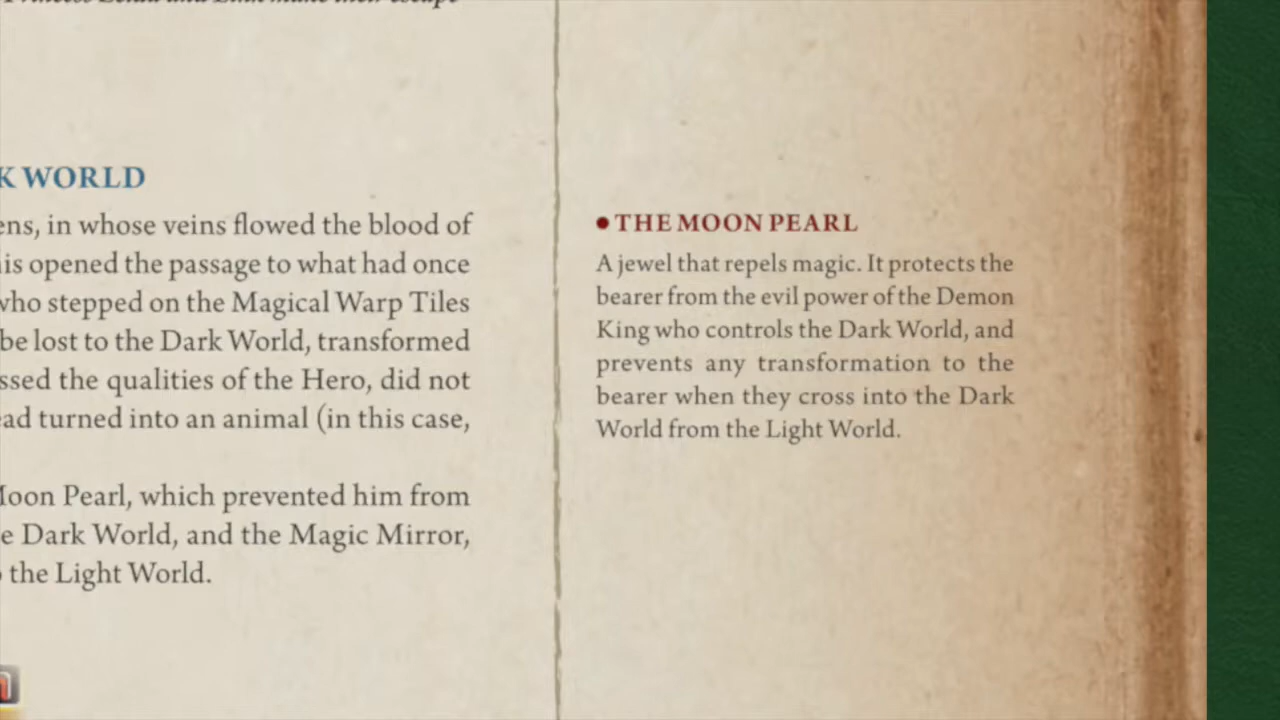 K WORLD
ens, in whose veins flowed the blood of
is opened the passage to what had once
who stepped on the Magical Warp Tiles
be lost to the Dark World, transformed
ssed the qualities of the Hero, did not
ead turned into an animal (in this case,
Moon Pearl, which prevented him from
e Dark World, and the Magic Mirror,
the Light World.
• THE MOON PEARL
A jewel that repels magic. It protects the
bearer from the evil power of the Demon
King who controls the Dark World, and
prevents any transformation to the
bearer when they cross into the Dark
World from the Light World.